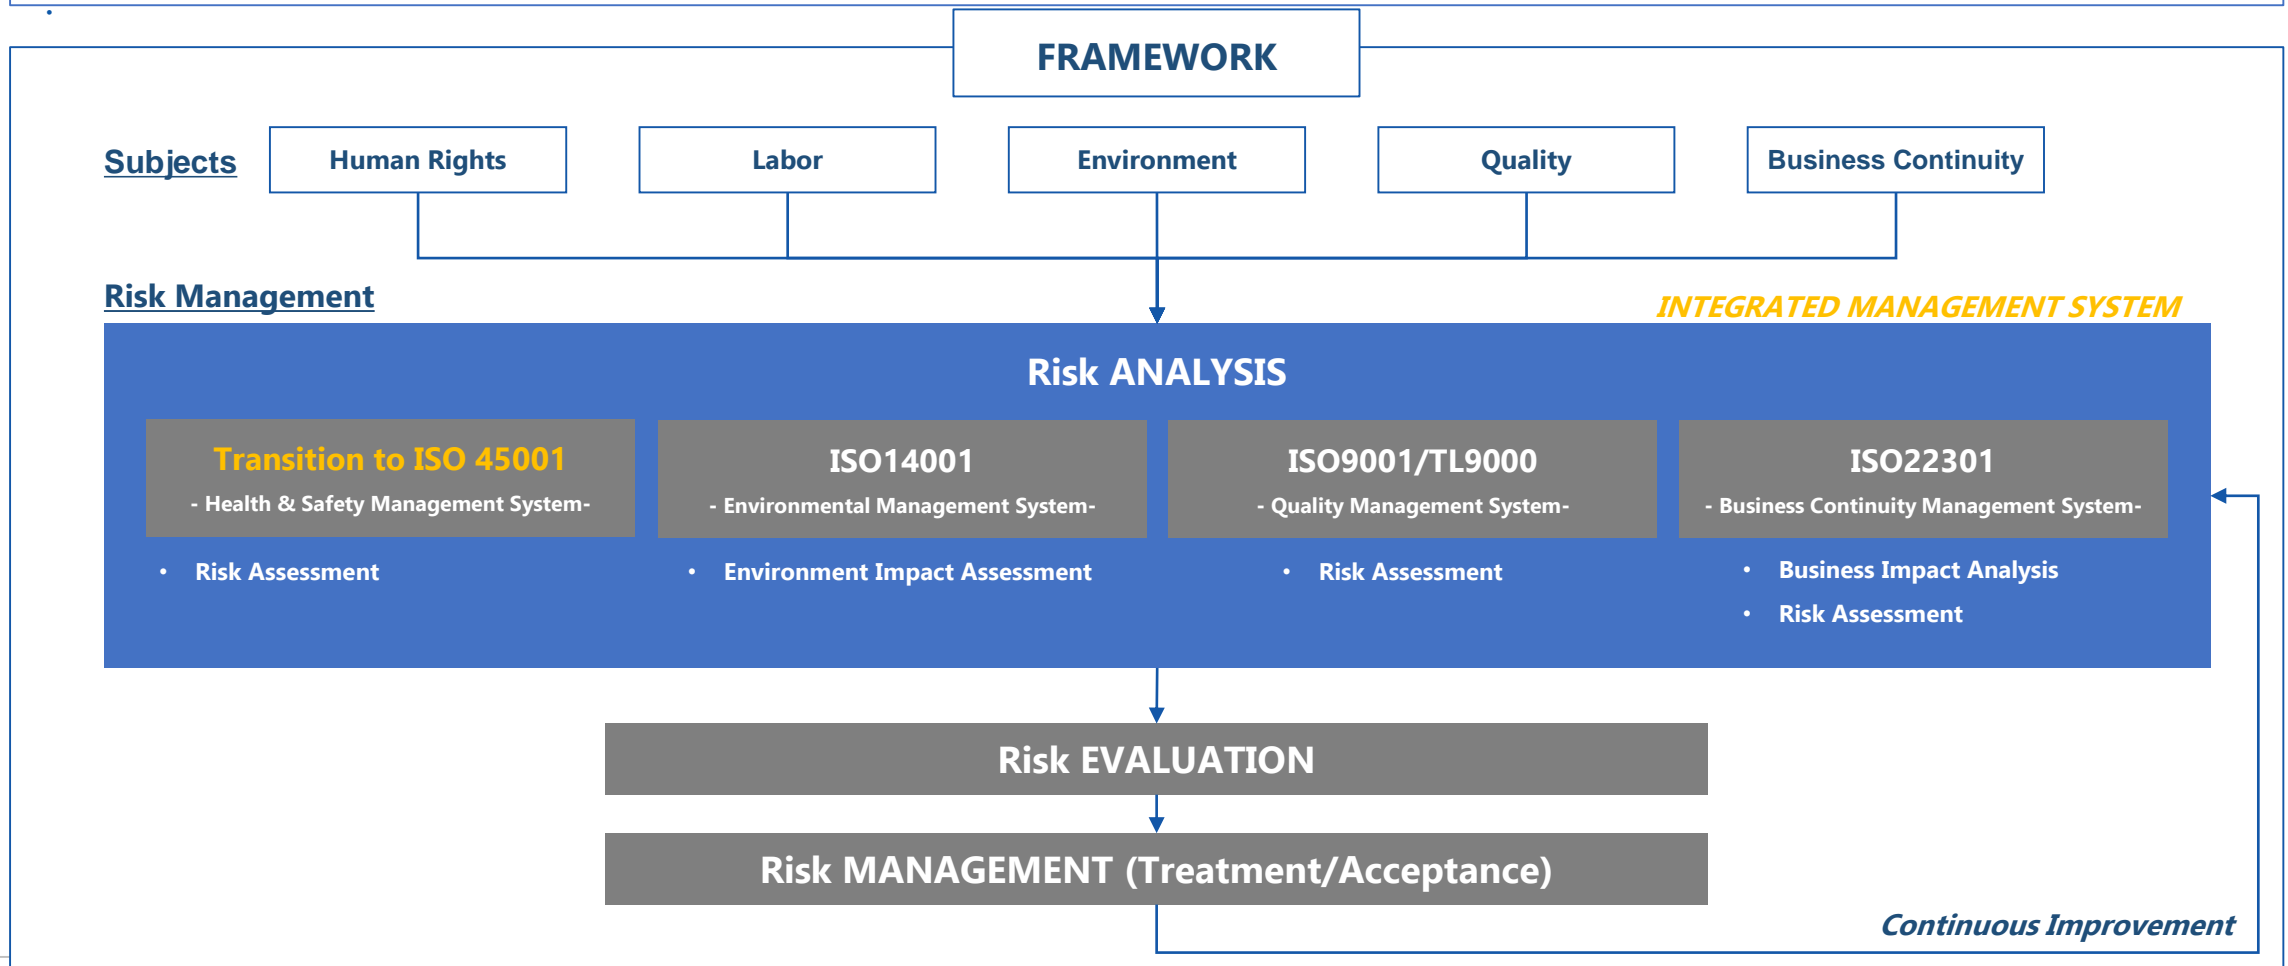 FRAMEWORK
Subjects
Human Rights
Labor
Environment
Quality
Business Continuity
Risk Management
INTEGRATED MANAGEMENT SYSTEM
Risk ANALYSIS
Transition to ISO 45001
- Health & Safety Management System-
ISO14001
- Environmental Management System-
ISO9001/TL9000
- Quality Management System-
ISO22301
- Business Continuity Management System-
• Risk Assessment
• Environment Impact Assessment
• Risk Assessment
• Business Impact Analysis
• Risk Assessment
Risk EVALUATION
Risk MANAGEMENT (Treatment/Acceptance)
Continuous Improvement